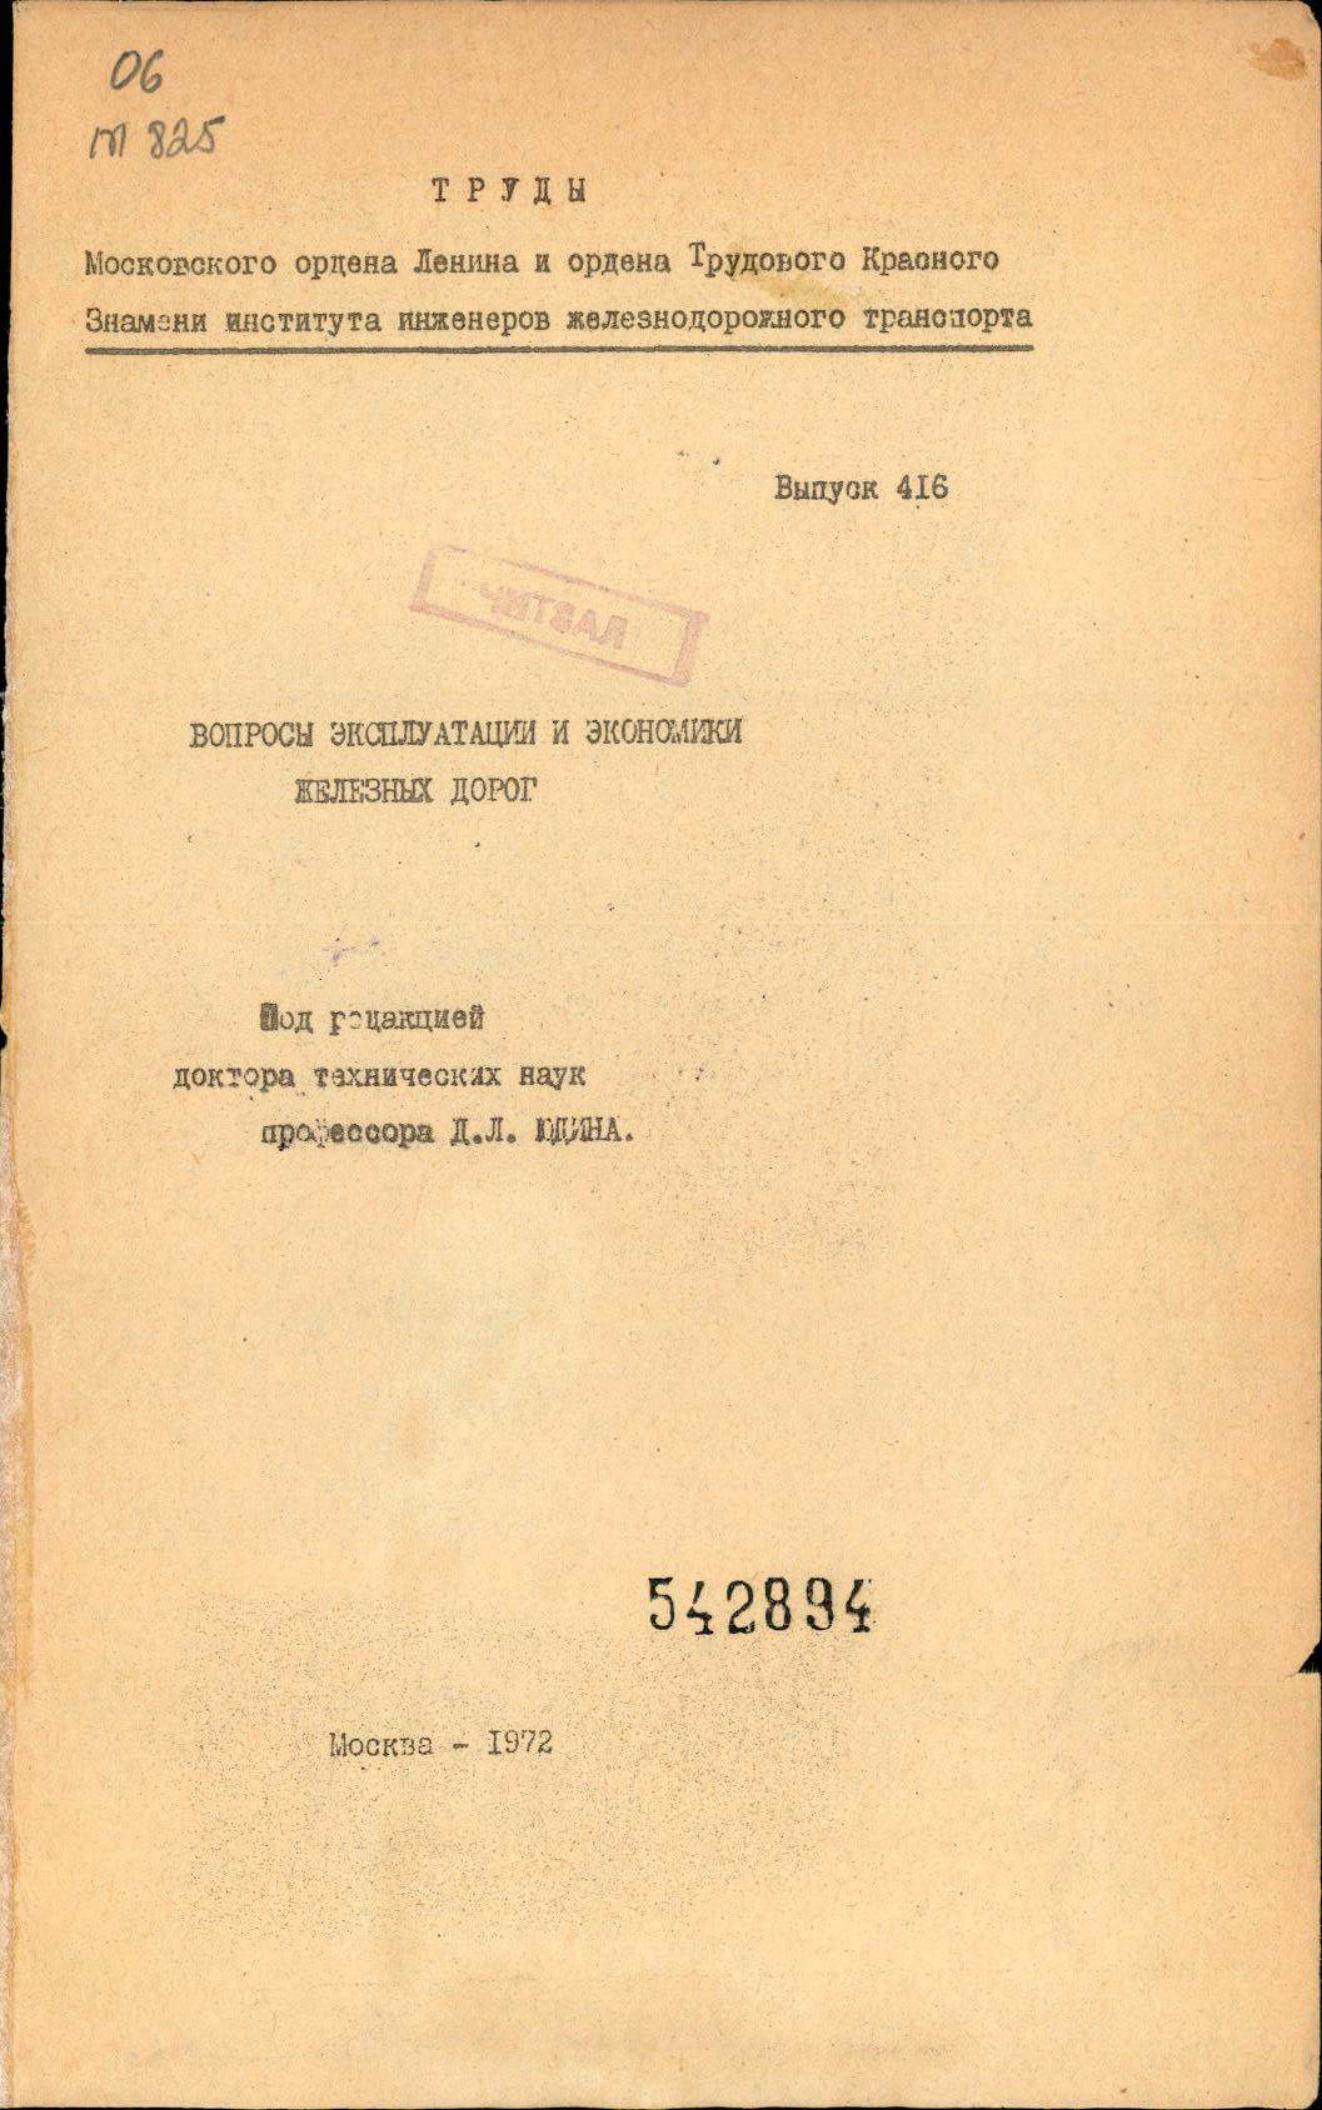 06
т 825
ТРУДЫ
Московского ордена Ленина и ордена Трудового Красного
Знамени института инженеров железнодорожного транспорта
Выпуск 416
ВОПРОСЫ ЭКСПЛУАТАЦИИ И ЭКОНОМИКИ
ЖЕЛЕЗНЫХ ДОРОГ
Под редакцией
доктора технических наук
профессора Д.Л. ЮДИНА.
542894
Москва - 1972